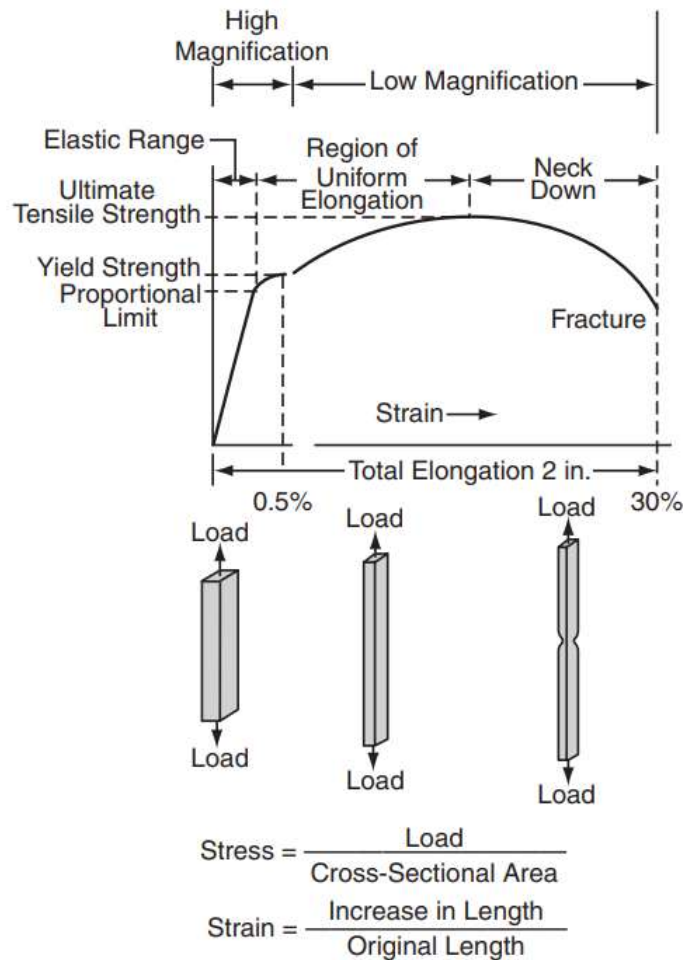 High
Magnification
Low Magnification
Elastic Range
Region of
Uniform
Elongation
Neck
Down
Ultimate
Tensile Strength
Yield Strength
Proportional
Limit
Fracture
Strain
Total Elongation 2 in.
0.5%
30%
Load
Load
Load
Load
Load
Load
Stress = Load
Cross-Sectional Area
Strain = Increase in Length
Original Length